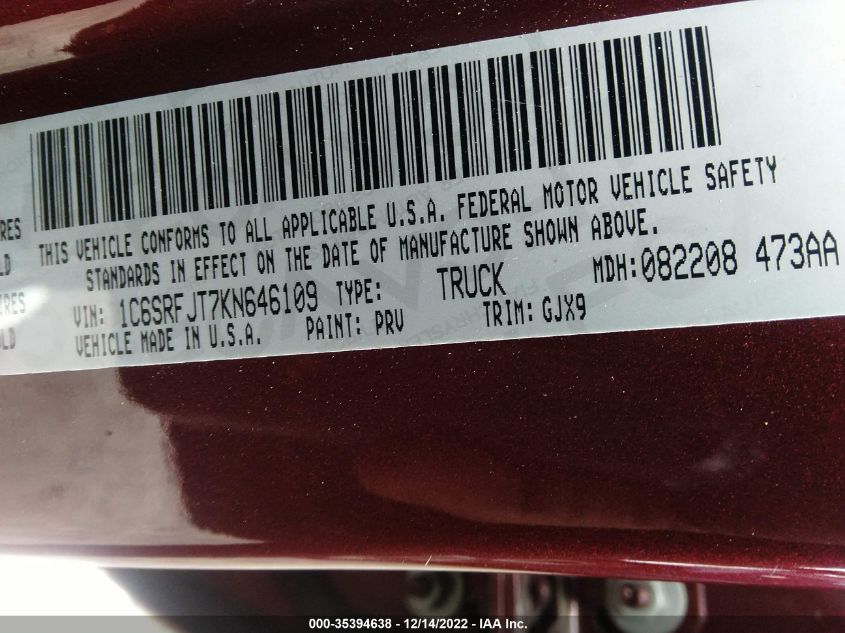 THIS VEHICLE CONFORMS TO ALL APPLICABLE U.S.A. FEDERAL MOTOR VEHICLE SAFETY
STANDARDS IN EFFECT ON THE DATE OF MANUFACTURE SHOWN ABOVE.
VIN: 1C6SRFJT7KN646109 TYPE: TRUCK MDH:082208 473AA
VEHICLE MADE IN U.S.A. PAINT: PRV TRIM: GJX9
000-35394638 - 12/14/2022 - IAA Inc.